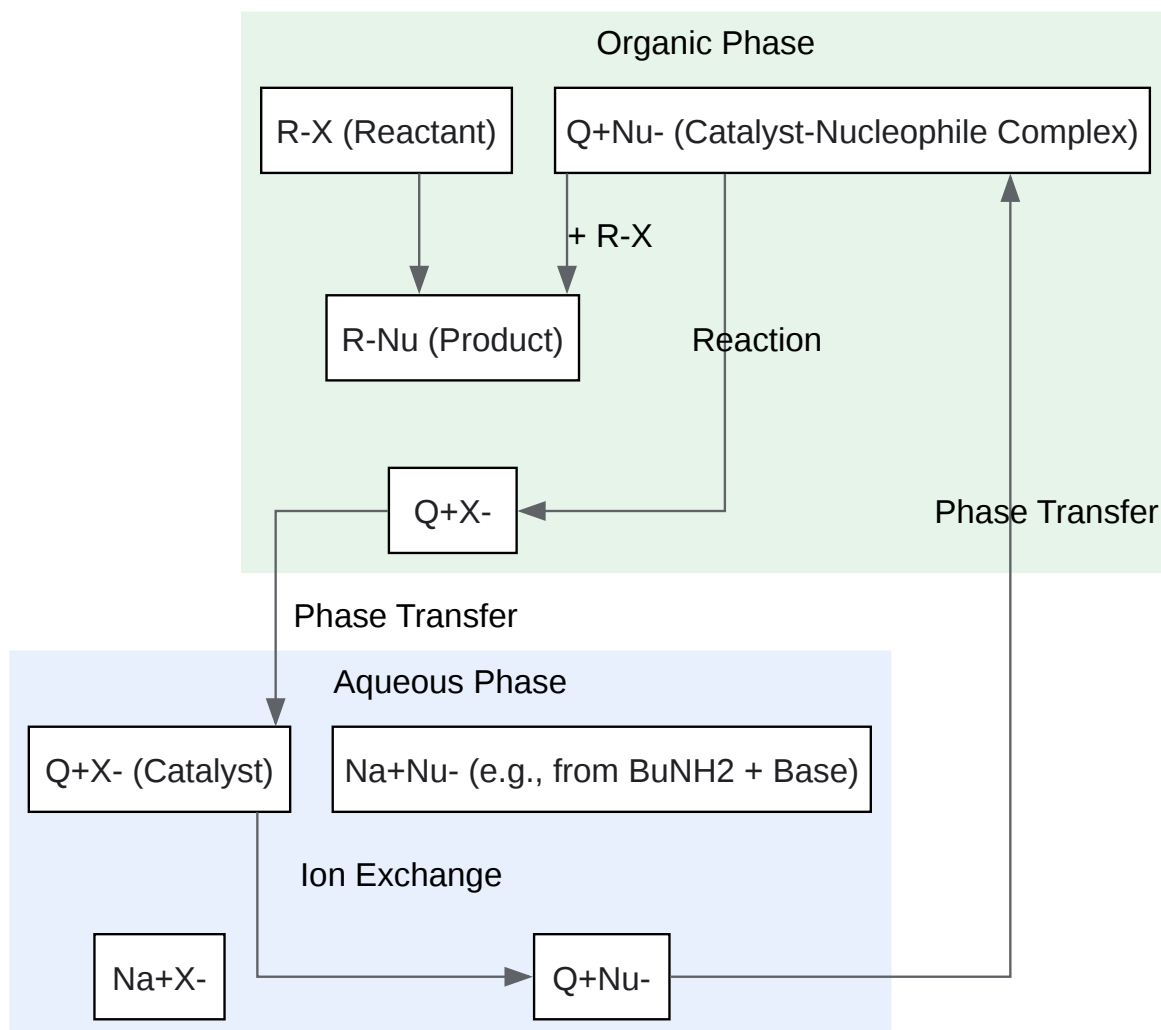 Organic Phase
R-X (Reactant)
Q+Nu- (Catalyst-Nucleophile Complex)
+ R-X
R-Nu (Product)
Reaction
Q+X-
Phase Transfer
Phase Transfer
Aqueous Phase
Q+X- (Catalyst)
Na+Nu- (e.g., from BuNH2 + Base)
Ion Exchange
Na+X-
Q+Nu-